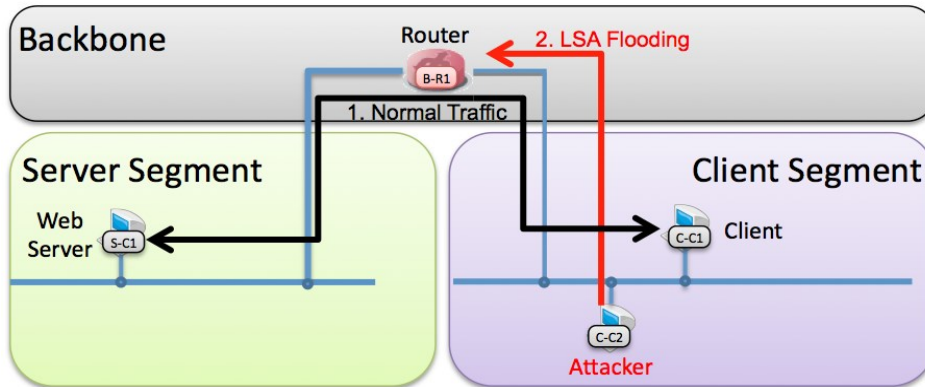 Backbone
Router
2. LSA Flooding
B-R1
1. Normal Traffic
Server Segment
Client Segment
Web
Server
S-C1
C-C1
Client
C-C2
Attacker